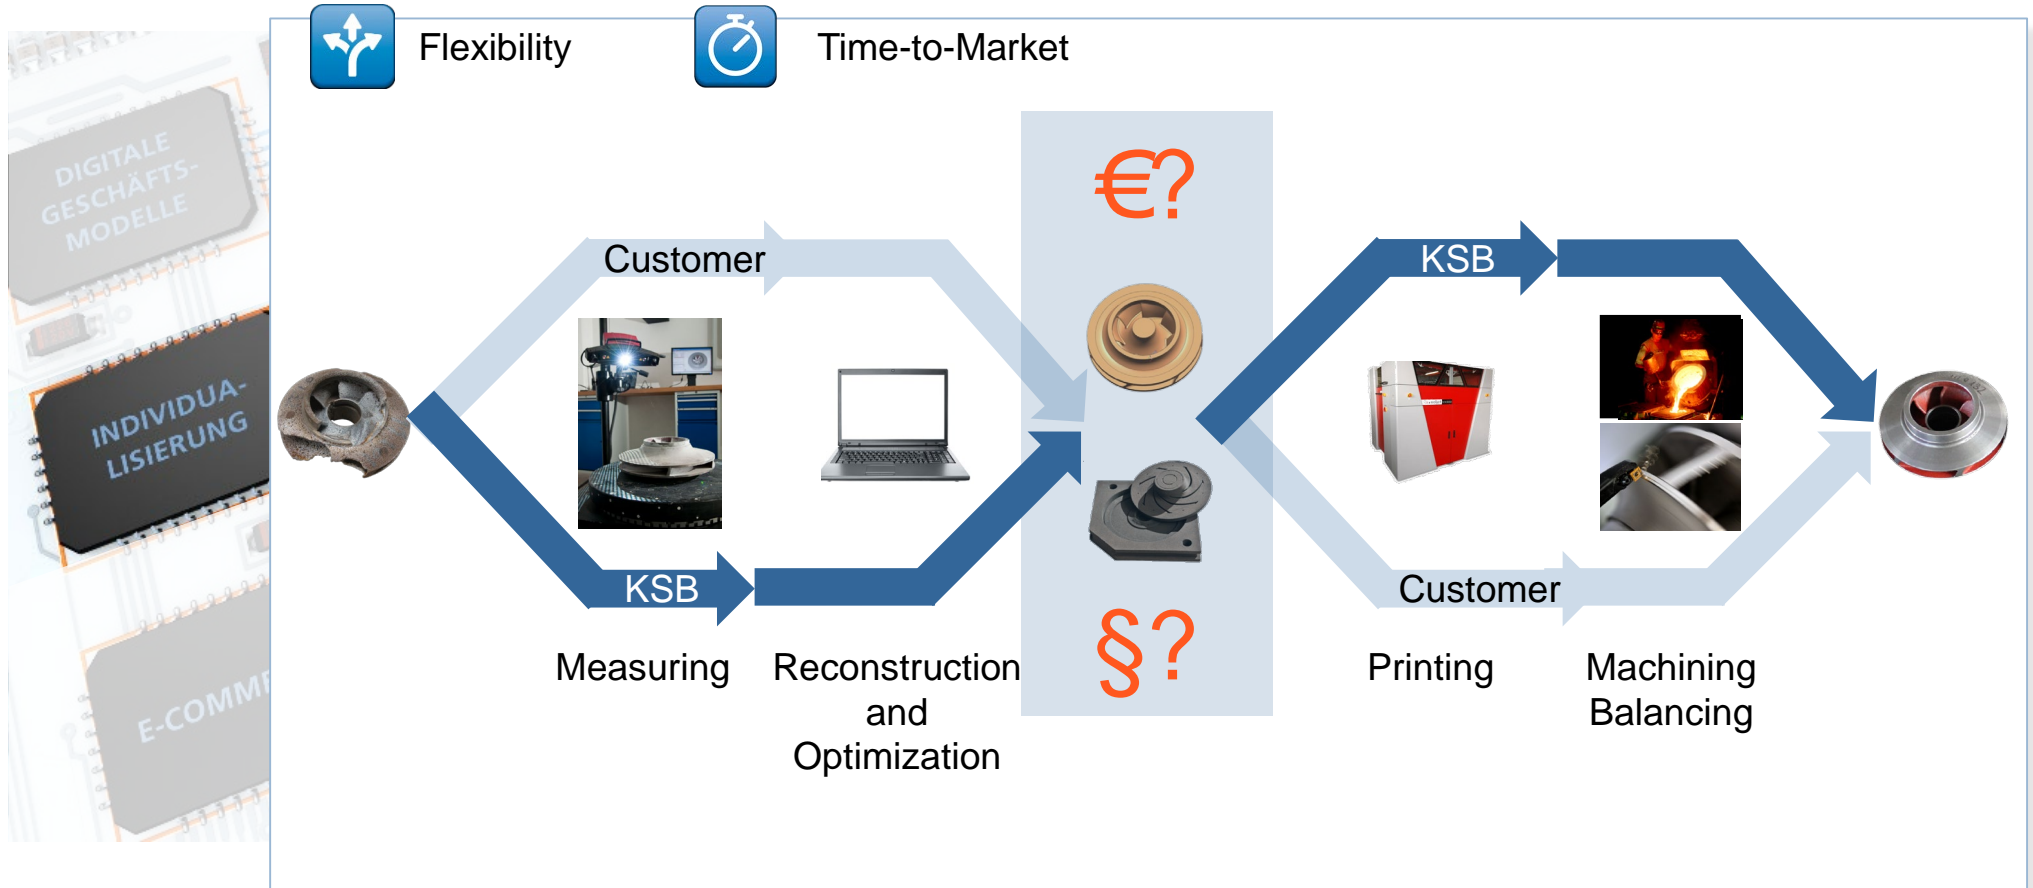 Flexibility
Time-to-Market
DIGITALE
GESCHÄFTS-
MODELLE
INDIVIDUA-
LISIERUNG
€?
Customer
KSB
KSB
Customer
§?
Measuring
Reconstruction
and
Optimization
Printing
Machining
Balancing